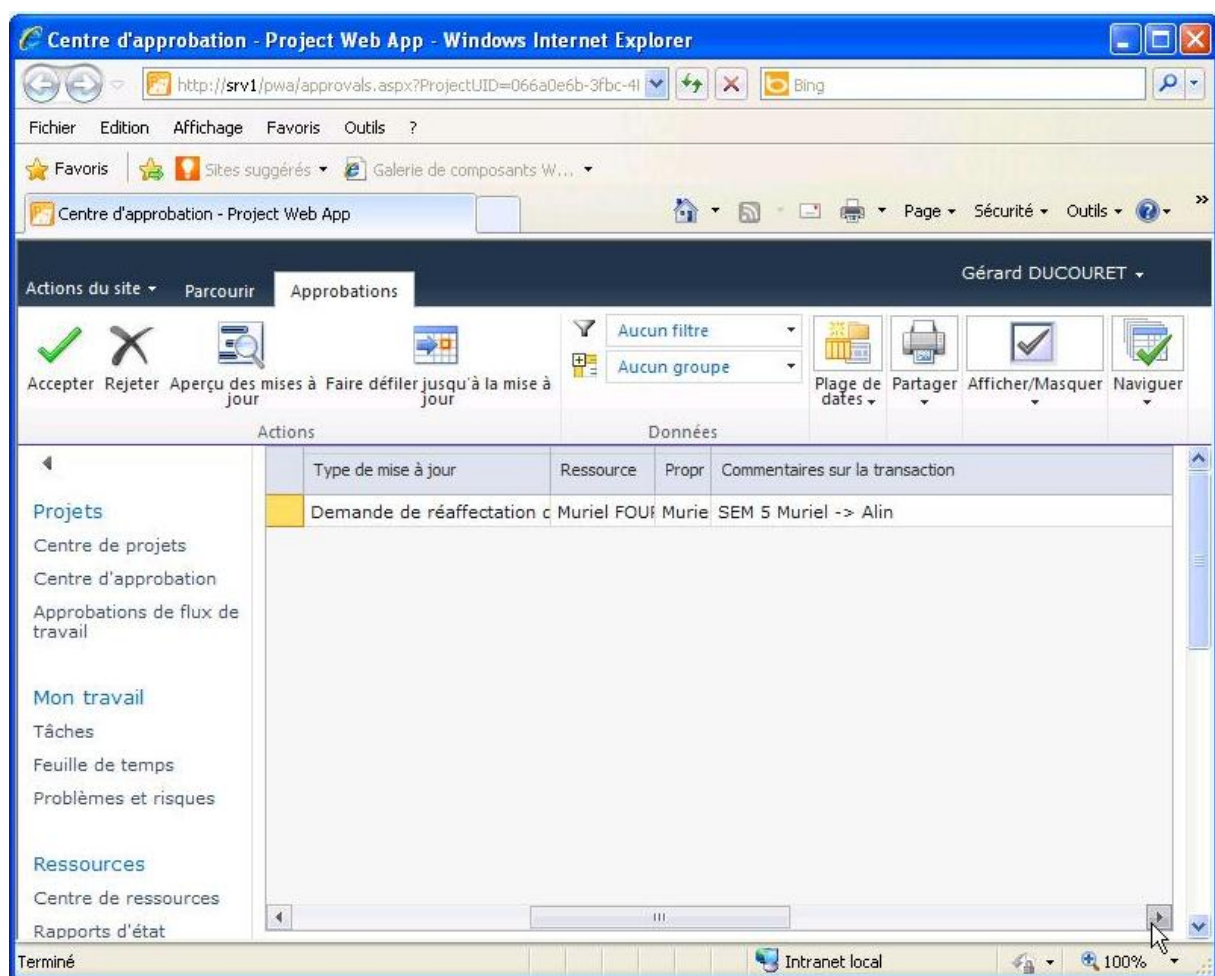 Centre d'approbation - Project Web App - Windows Internet Explorer
http://srv1/pwa/approvals.aspx?ProjectUID=066a0e6b-3fbc-4 Bing
Fichier Edition Affichage Favoris Outils ?
Favoris Sites suggérés Galerie de composants W...
Centre d'approbation - Project Web App Page Sécurité Outils »
Gérard DUCOURET
Actions du site Parcourir Approbations
Aucun filtre
Aucun groupe
Accepter Rejeter Aperçu des mises à Faire défiler jusqu'à la mise à Plage de Partager Afficher/Masquer Naviguer
jour jour dates
Actions Données
Type de mise à jour Ressource Propr Commentaires sur la transaction
Projets Demande de réaffectation d Muriel FOU Murie SEM 5 Muriel -> Alin
Centre de projets
Centre d'approbation
Approbations de flux de
travail
Mon travail
Tâches
Feuille de temps
Problèmes et risques
Ressources
Centre de ressources
Rapports d'état
Terminé Intranet local 100%